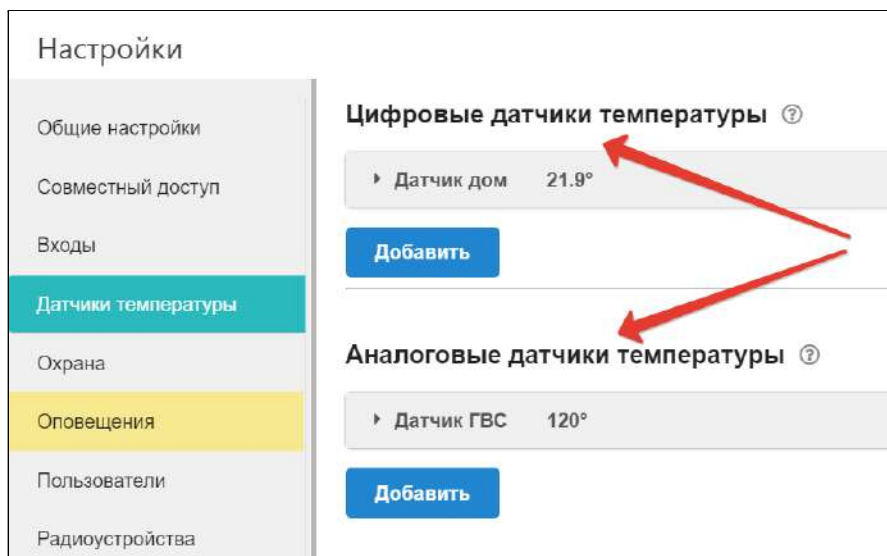 Настройки
Общие настройки
Совместный доступ
Входы
Датчики температуры
Охрана
Оповещения
Пользователи
Радиоустройства
Цифровые датчики температуры ?
Датчик дом 21.9°
Добавить
Аналоговые датчики температуры ?
Датчик ГВС 120°
Добавить